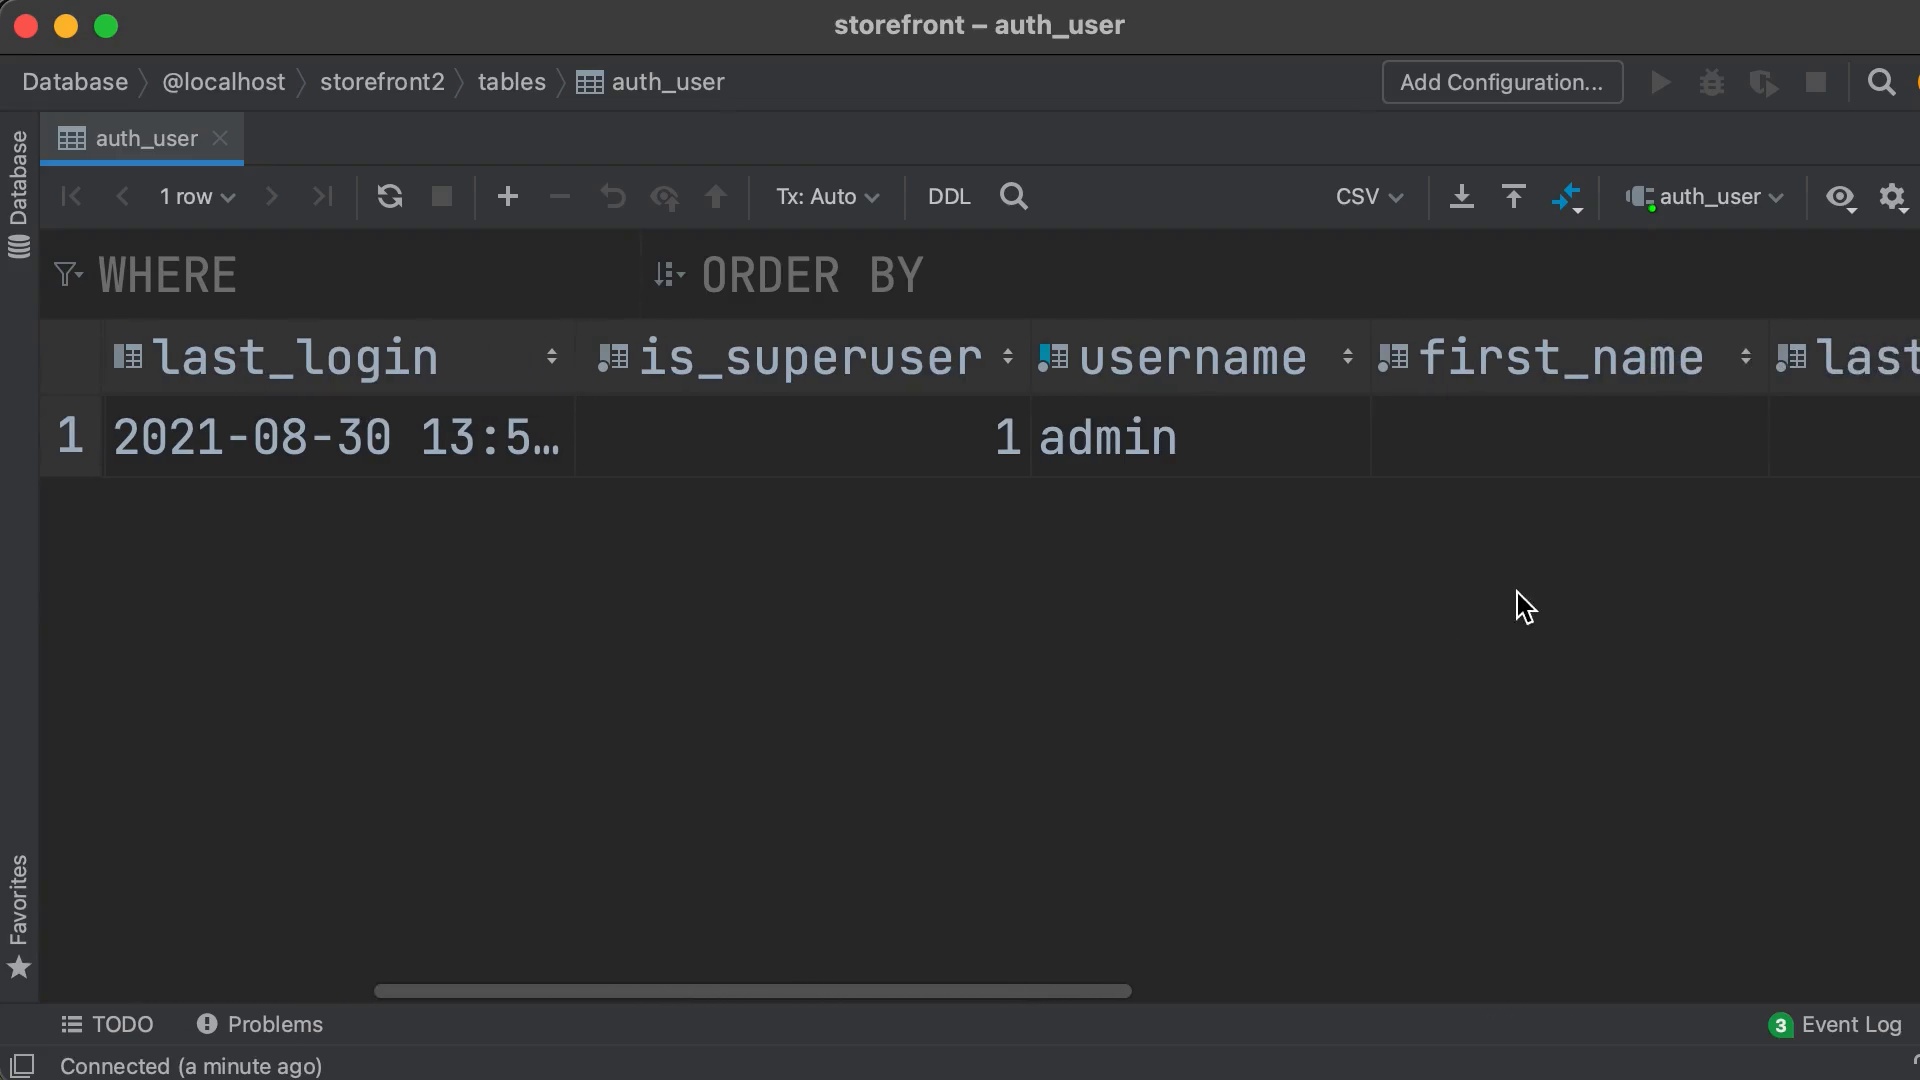 storefront – auth_user
Database @localhost storefront2 tables auth_user
Add Configuration...
Database
auth_user
1 row
Tx: Auto
DDL
CSV
auth_user
WHERE
ORDER BY
last_login is_superuser username first_name last
1 2021-08-30 13:5… 1 admin
Favorites
TODO
Problems
3 Event Log
Connected (a minute ago)